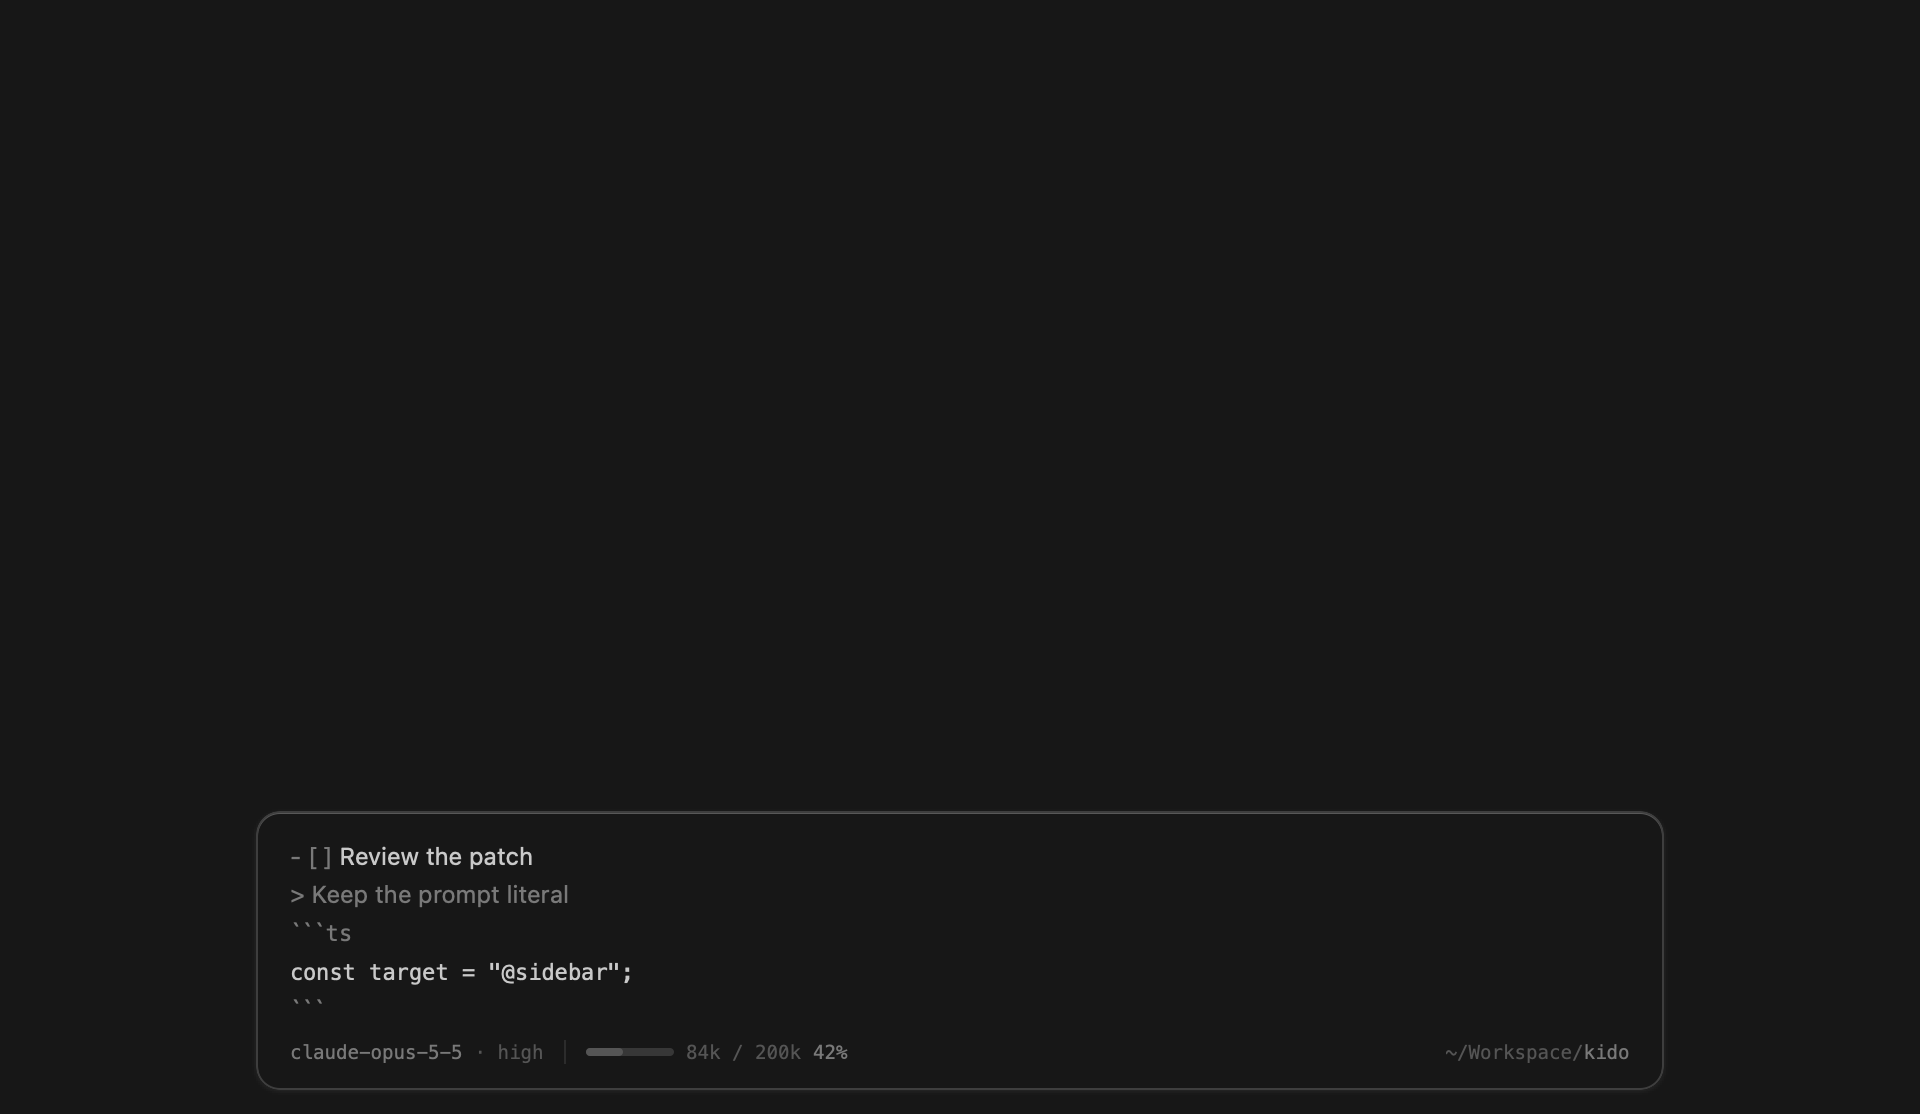 - [ ] Review the patch
> Keep the prompt literal
```ts
const target = "@sidebar";
```
claude-opus-5-5 · high | 84k / 200k 42% ~/Workspace/kido